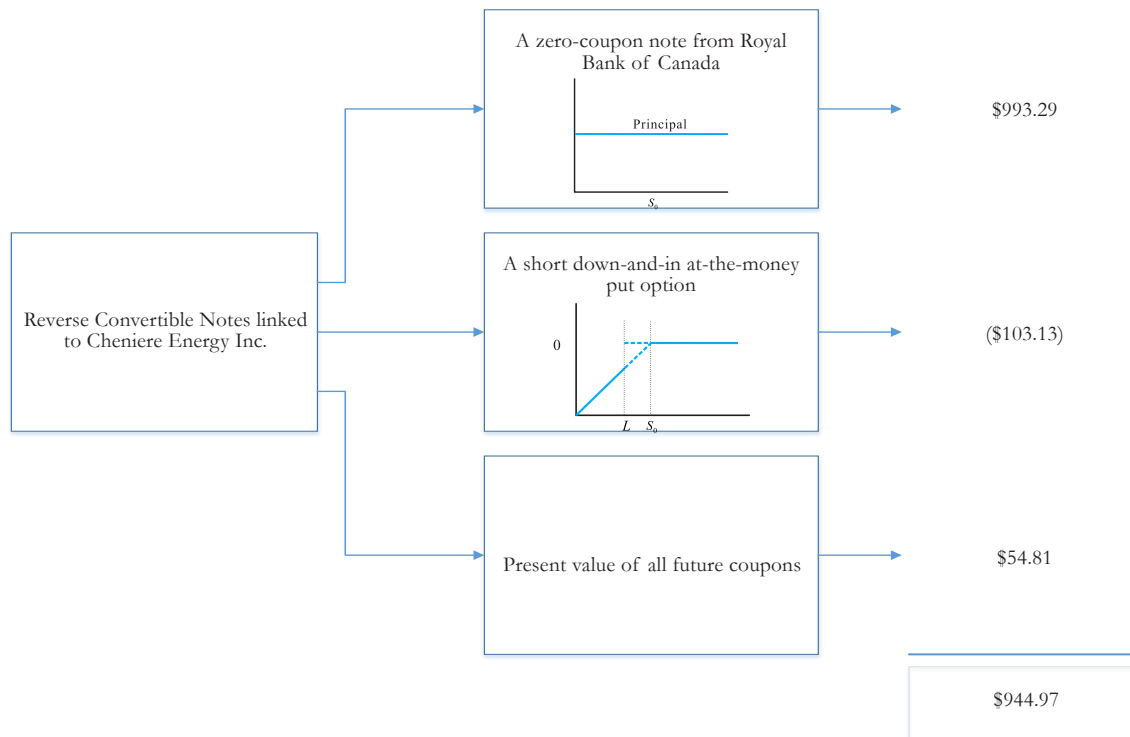 Reverse Convertible Notes linked
to Cheniere Energy Inc.
A zero-coupon note from Royal
Bank of Canada
Principal
S₀
$993.29
A short down-and-in at-the-money
put option
0
L S₀
($103.13)
Present value of all future coupons
$54.81
$944.97